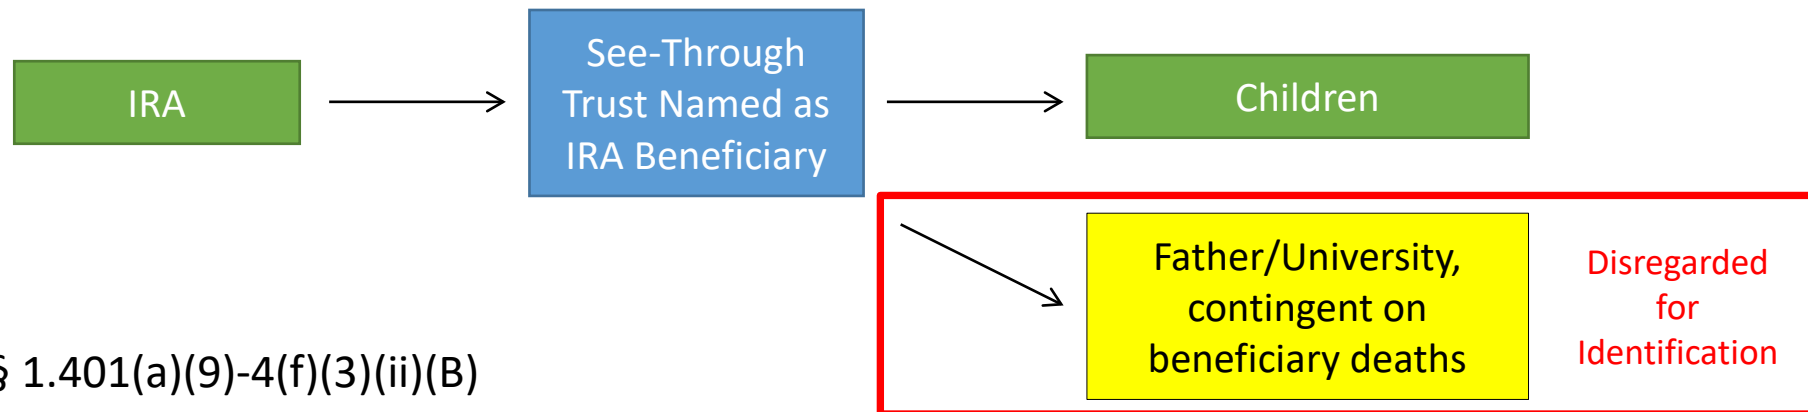 IRA
See-Through
Trust Named as
IRA Beneficiary
Children
Father/University,
contingent on
beneficiary deaths
Disregarded
for
Identification
§ 1.401(a)(9)-4(f)(3)(ii)(B)